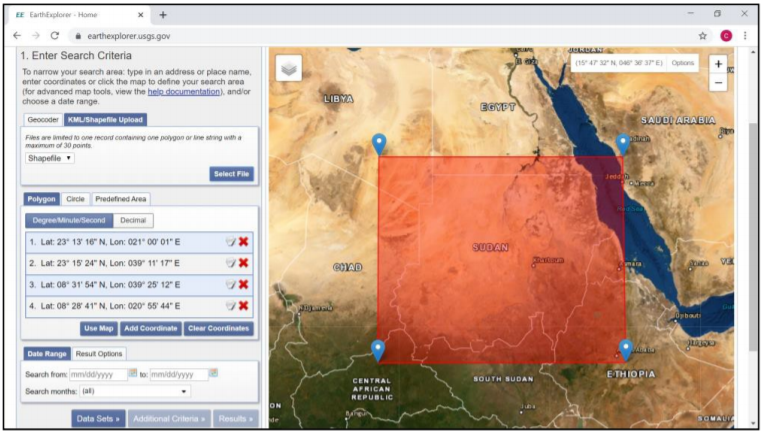 EE EarthExplorer - Home
earthexplorer.usgs.gov
C
1. Enter Search Criteria
To narrow your search area: type in an address or place name,
enter coordinates or click the map to define your search area
(for advanced map tools, view the help documentation), and/or
choose a date range.
Geocoder KML/Shapefile Upload
Files are limited to one record containing one polygon or line string with a
maximum of 30 points.
Shapefile
Select File
Polygon Circle Predefined Area
Degree/Minute/Second Decimal
1. Lat: 23° 13' 16" N, Lon: 021° 00' 01" E
2. Lat: 23° 15' 24" N, Lon: 039° 11' 17" E
3. Lat: 08° 31' 54" N, Lon: 039° 25' 12" E
4. Lat: 08° 28' 41" N, Lon: 020° 55' 44" E
Use Map Add Coordinate Clear Coordinates
Date Range Result Options
Search from: mm/dd/yyyy to: mm/dd/yyyy
Search months: (all)
Data Sets » Additional Criteria » Results »
(15° 47' 32" N, 046° 36' 37" E) Options
+
−
JORDAN
LIBYA
EGYPT
SAUDI ARABIA
Jeddah
SUDAN
Khartoum
CHAD
N'Djamena
Djibouti
ETHIOPIA
CENTRAL
AFRICAN
REPUBLIC
SOUTH SUDAN
Juba
Bangui
SOMALIA